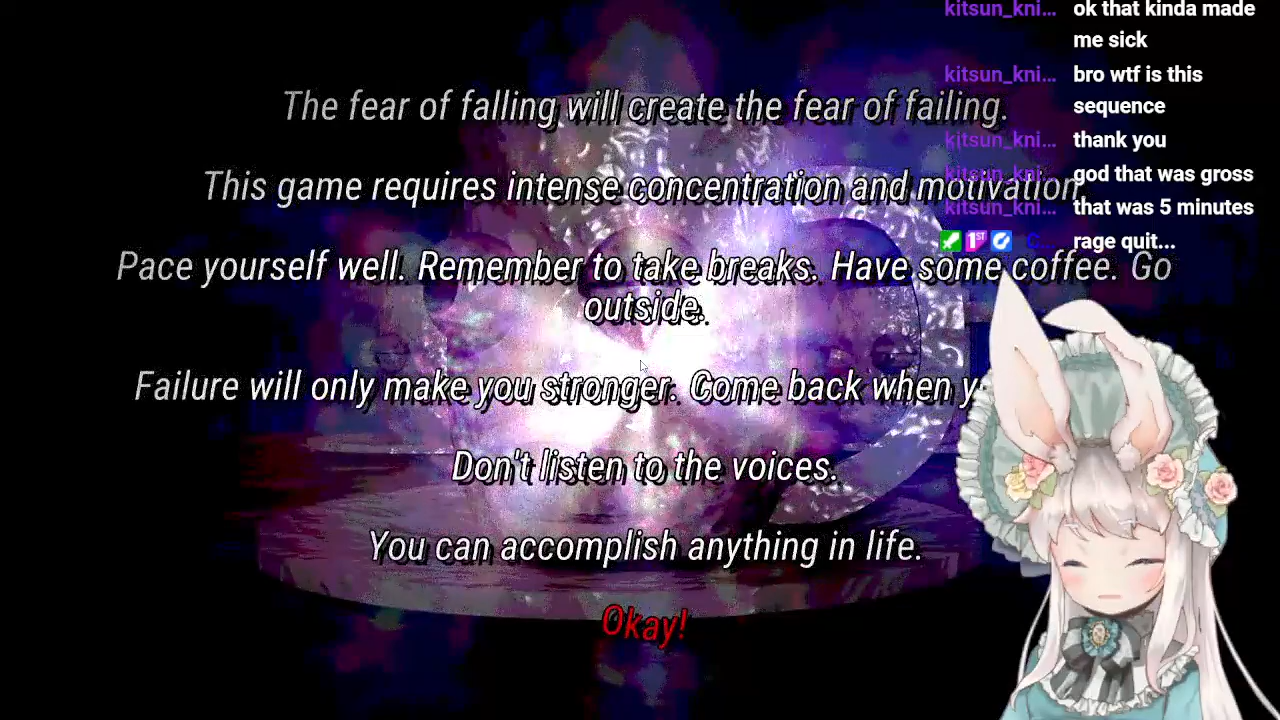 The fear of falling will create the fear of failing.
This game requires intense concentration and motivation.
Pace yourself well. Remember to take breaks. Have some coffee. Go
outside.
Failure will only make you stronger. Come back when
Don't listen to the voices.
You can accomplish anything in life.
Okay!
kitsun_kni... ok that kinda made
me sick
kitsun_kni... bro wtf is this
sequence
kitsun_kni... thank you
kitsun_kni... god that was gross
kitsun_kni... that was 5 minutes
1ST C... rage quit...